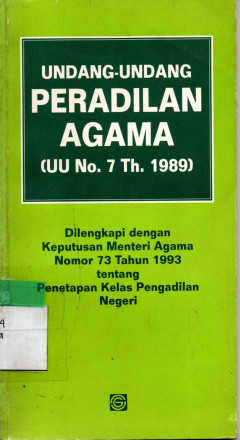 UNDANG-UNDANG
PERADILAN
AGAMA
(UU No. 7 Th. 1989)
Dilengkapi dengan
Keputusan Menteri Agama
Nomor 73 Tahun 1993
tentang
Penetapan Kelas Pengadilan
Negeri